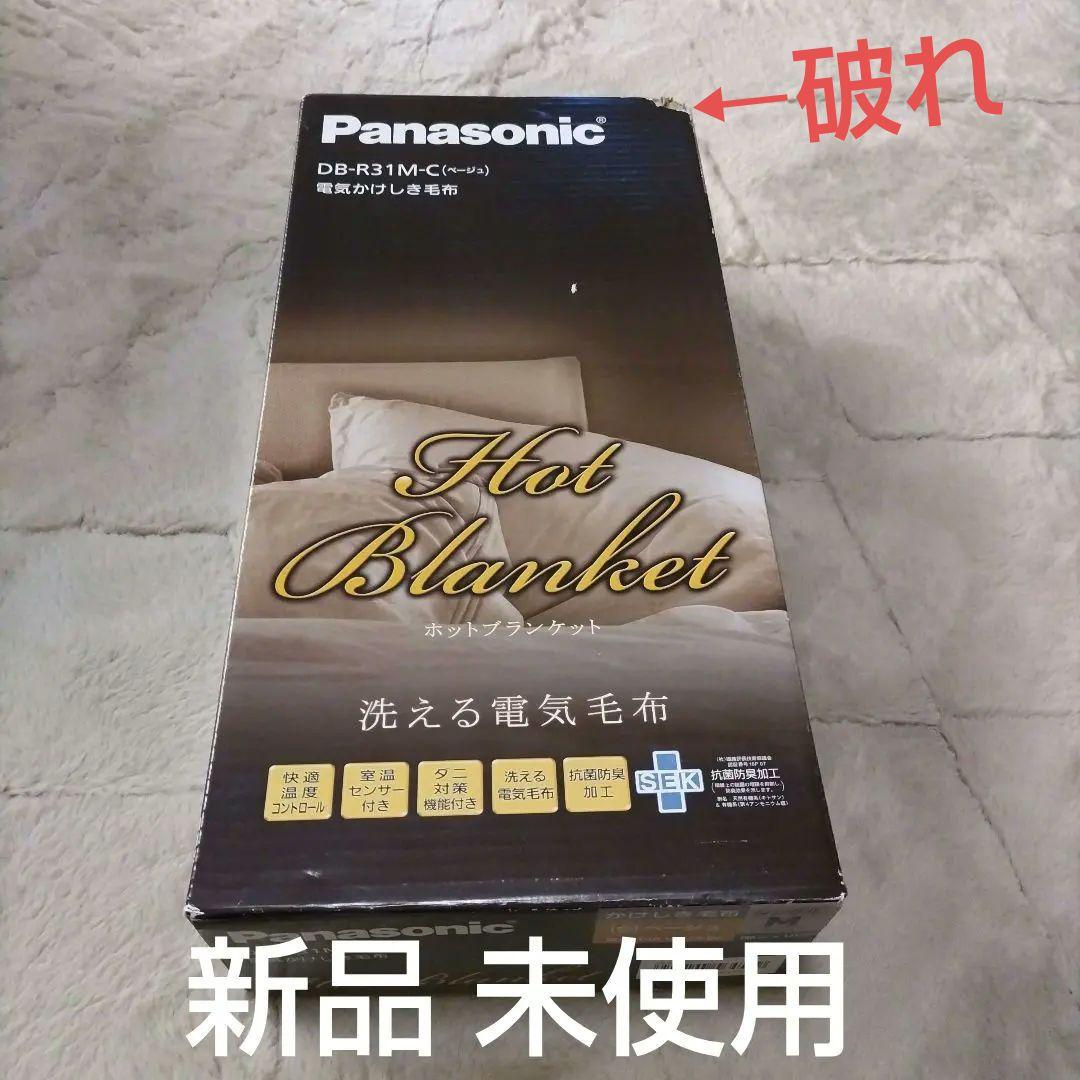 ←破れ
Panasonic®
DB-R31M-C(ベージュ)
電気かけしき毛布
Hot
Blanket
ホットブランケット
洗える電気毛布
快適
温度
コントロール
室温
センサー
付き
ダニ
対策
機能付き
洗える
電気毛布
抗菌防臭
加工
SEK
抗菌防臭加工
Panasonic
かけしき毛布
M
新品 未使用